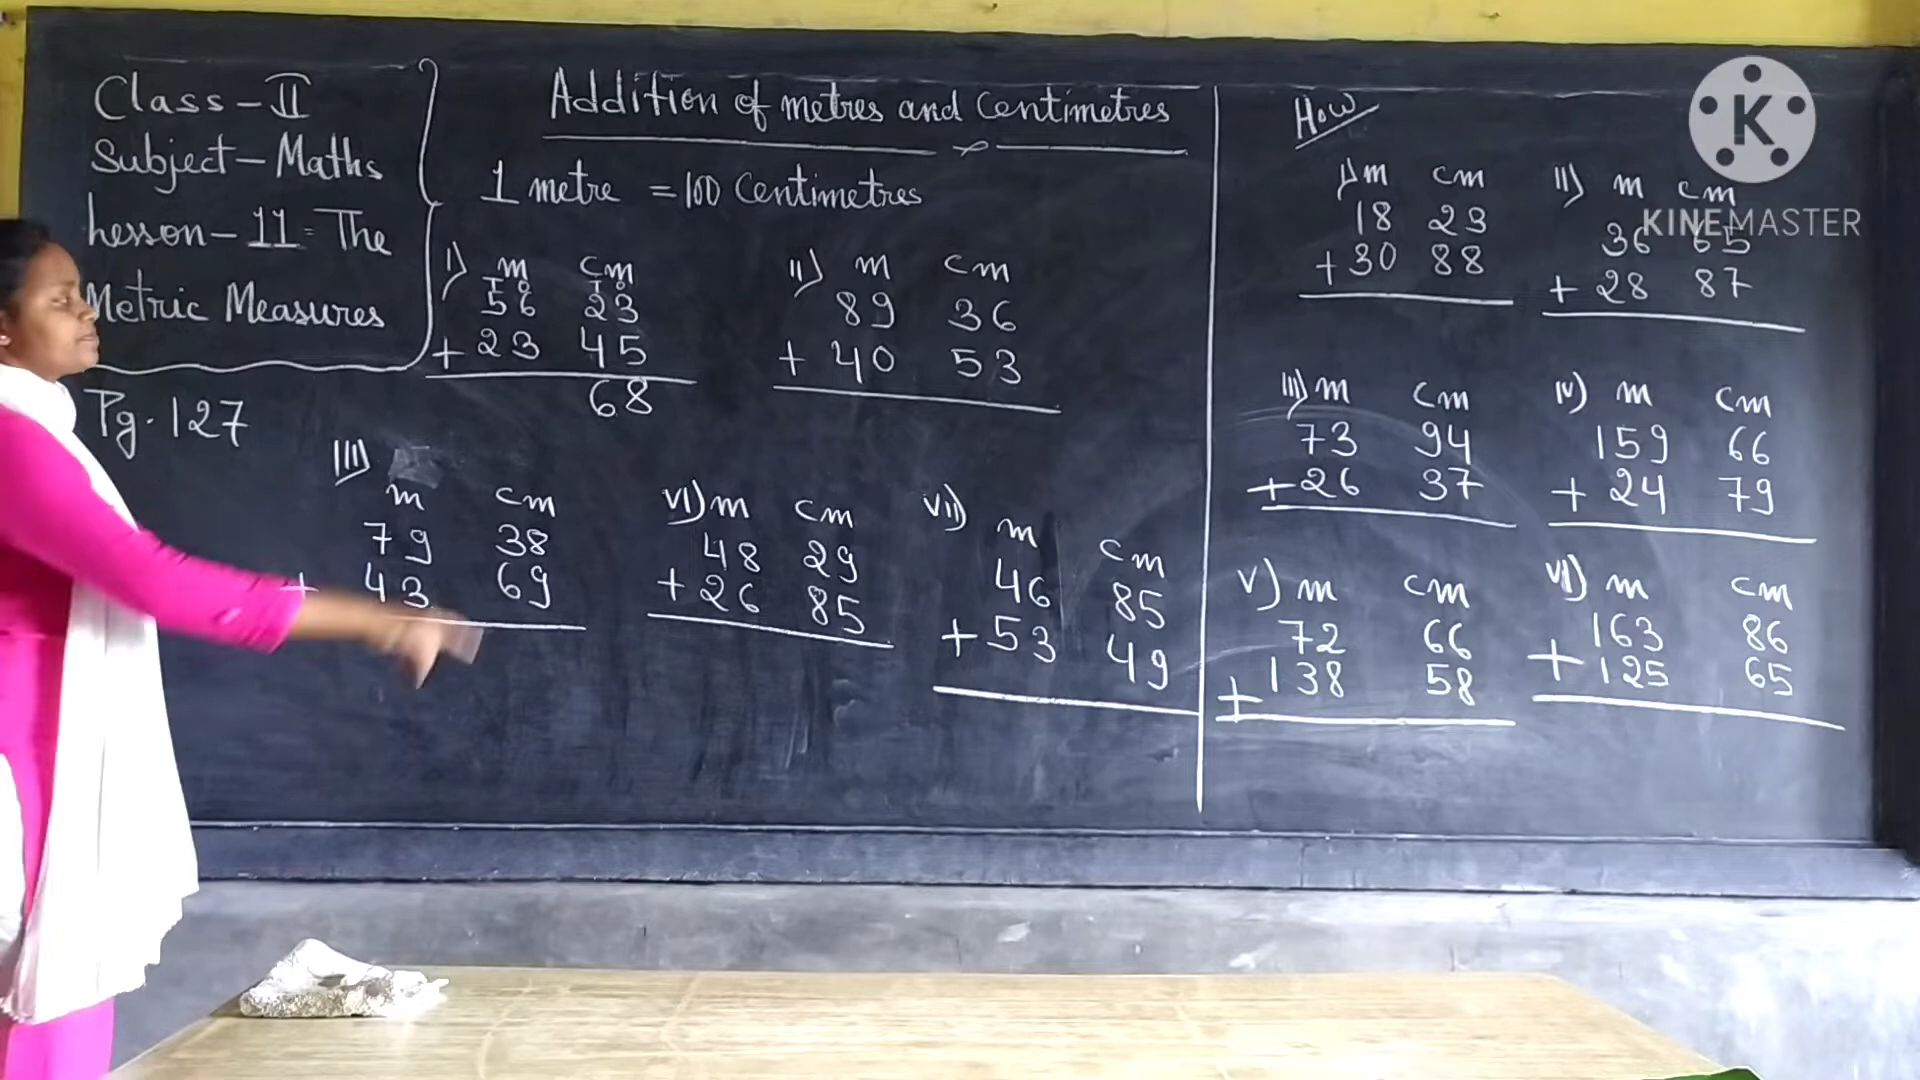 Class-II
Subject-Maths
Lesson-11=The
Metric Measures
Pg. 127
Addition of metres and Centimetres
1 metre = 100 Centimetres
I) m cm
T O T O
56 23
+ 23 45
68
II) m cm
89 36
+ 40 53
III)
m cm
79 38
+ 43 69
VI) m cm
48 29
+ 26 85
VII) m cm
46 85
+ 53 49
How
I) m cm
18 23
+ 30 88
II) m cm
36 65
+ 28 87
III) m cm
73 94
+ 26 37
IV) m cm
159 66
+ 24 79
V) m cm
72 66
+ 138 58
VI) m cm
163 86
+ 125 65
K
KINEMASTER